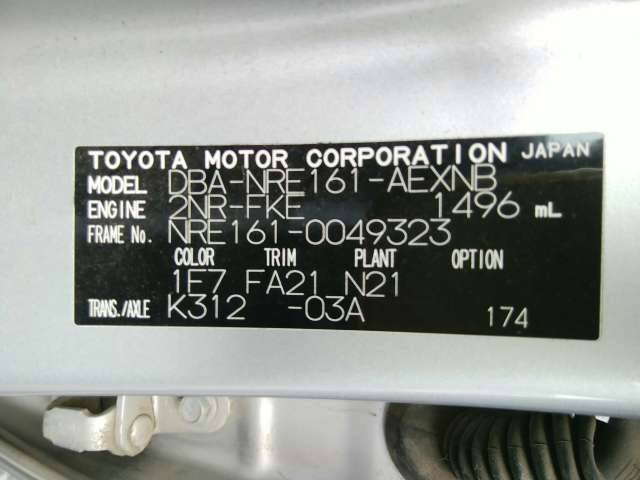 TOYOTA MOTOR CORPORATION JAPAN
MODEL DBA-NRE161-AEXNB
ENGINE 2NR-FKE 1496 mL
FRAME No. NRE161-0049323
COLOR TRIM PLANT OPTION
1F7 FA21 N21
TRANS./AXLE K312 -03A 174